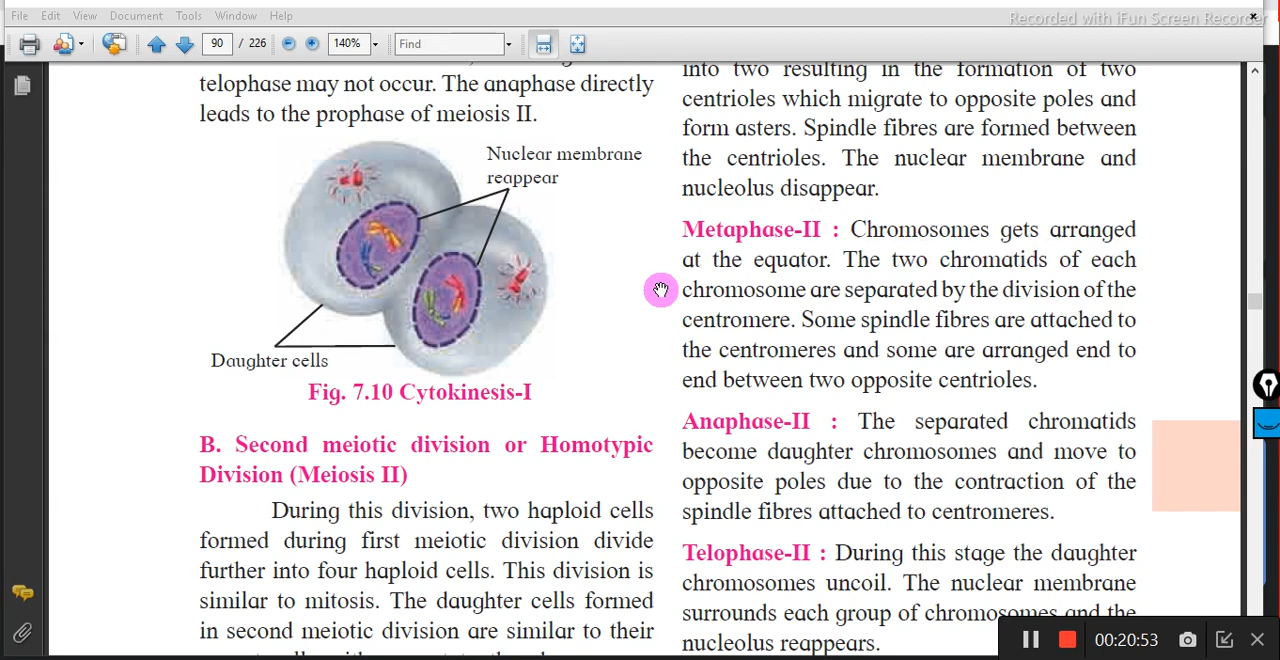 File Edit View Document Tools Window Help
Recorded with iFun Screen Recorder
90 / 226 140% Find
telophase may not occur. The anaphase directly
leads to the prophase of meiosis II.
Nuclear membrane
reappear
Daughter cells
Fig. 7.10 Cytokinesis-I
B. Second meiotic division or Homotypic
Division (Meiosis II)
During this division, two haploid cells
formed during first meiotic division divide
further into four haploid cells. This division is
similar to mitosis. The daughter cells formed
in second meiotic division are similar to their
into two resulting in the formation of two
centrioles which migrate to opposite poles and
form asters. Spindle fibres are formed between
the centrioles. The nuclear membrane and
nucleolus disappear.
Metaphase-II : Chromosomes gets arranged
at the equator. The two chromatids of each
chromosome are separated by the division of the
centromere. Some spindle fibres are attached to
the centromeres and some are arranged end to
end between two opposite centrioles.
Anaphase-II : The separated chromatids
become daughter chromosomes and move to
opposite poles due to the contraction of the
spindle fibres attached to centromeres.
Telophase-II : During this stage the daughter
chromosomes uncoil. The nuclear membrane
surrounds each group of chromosomes and the
nucleolus reappears.
00:20:53